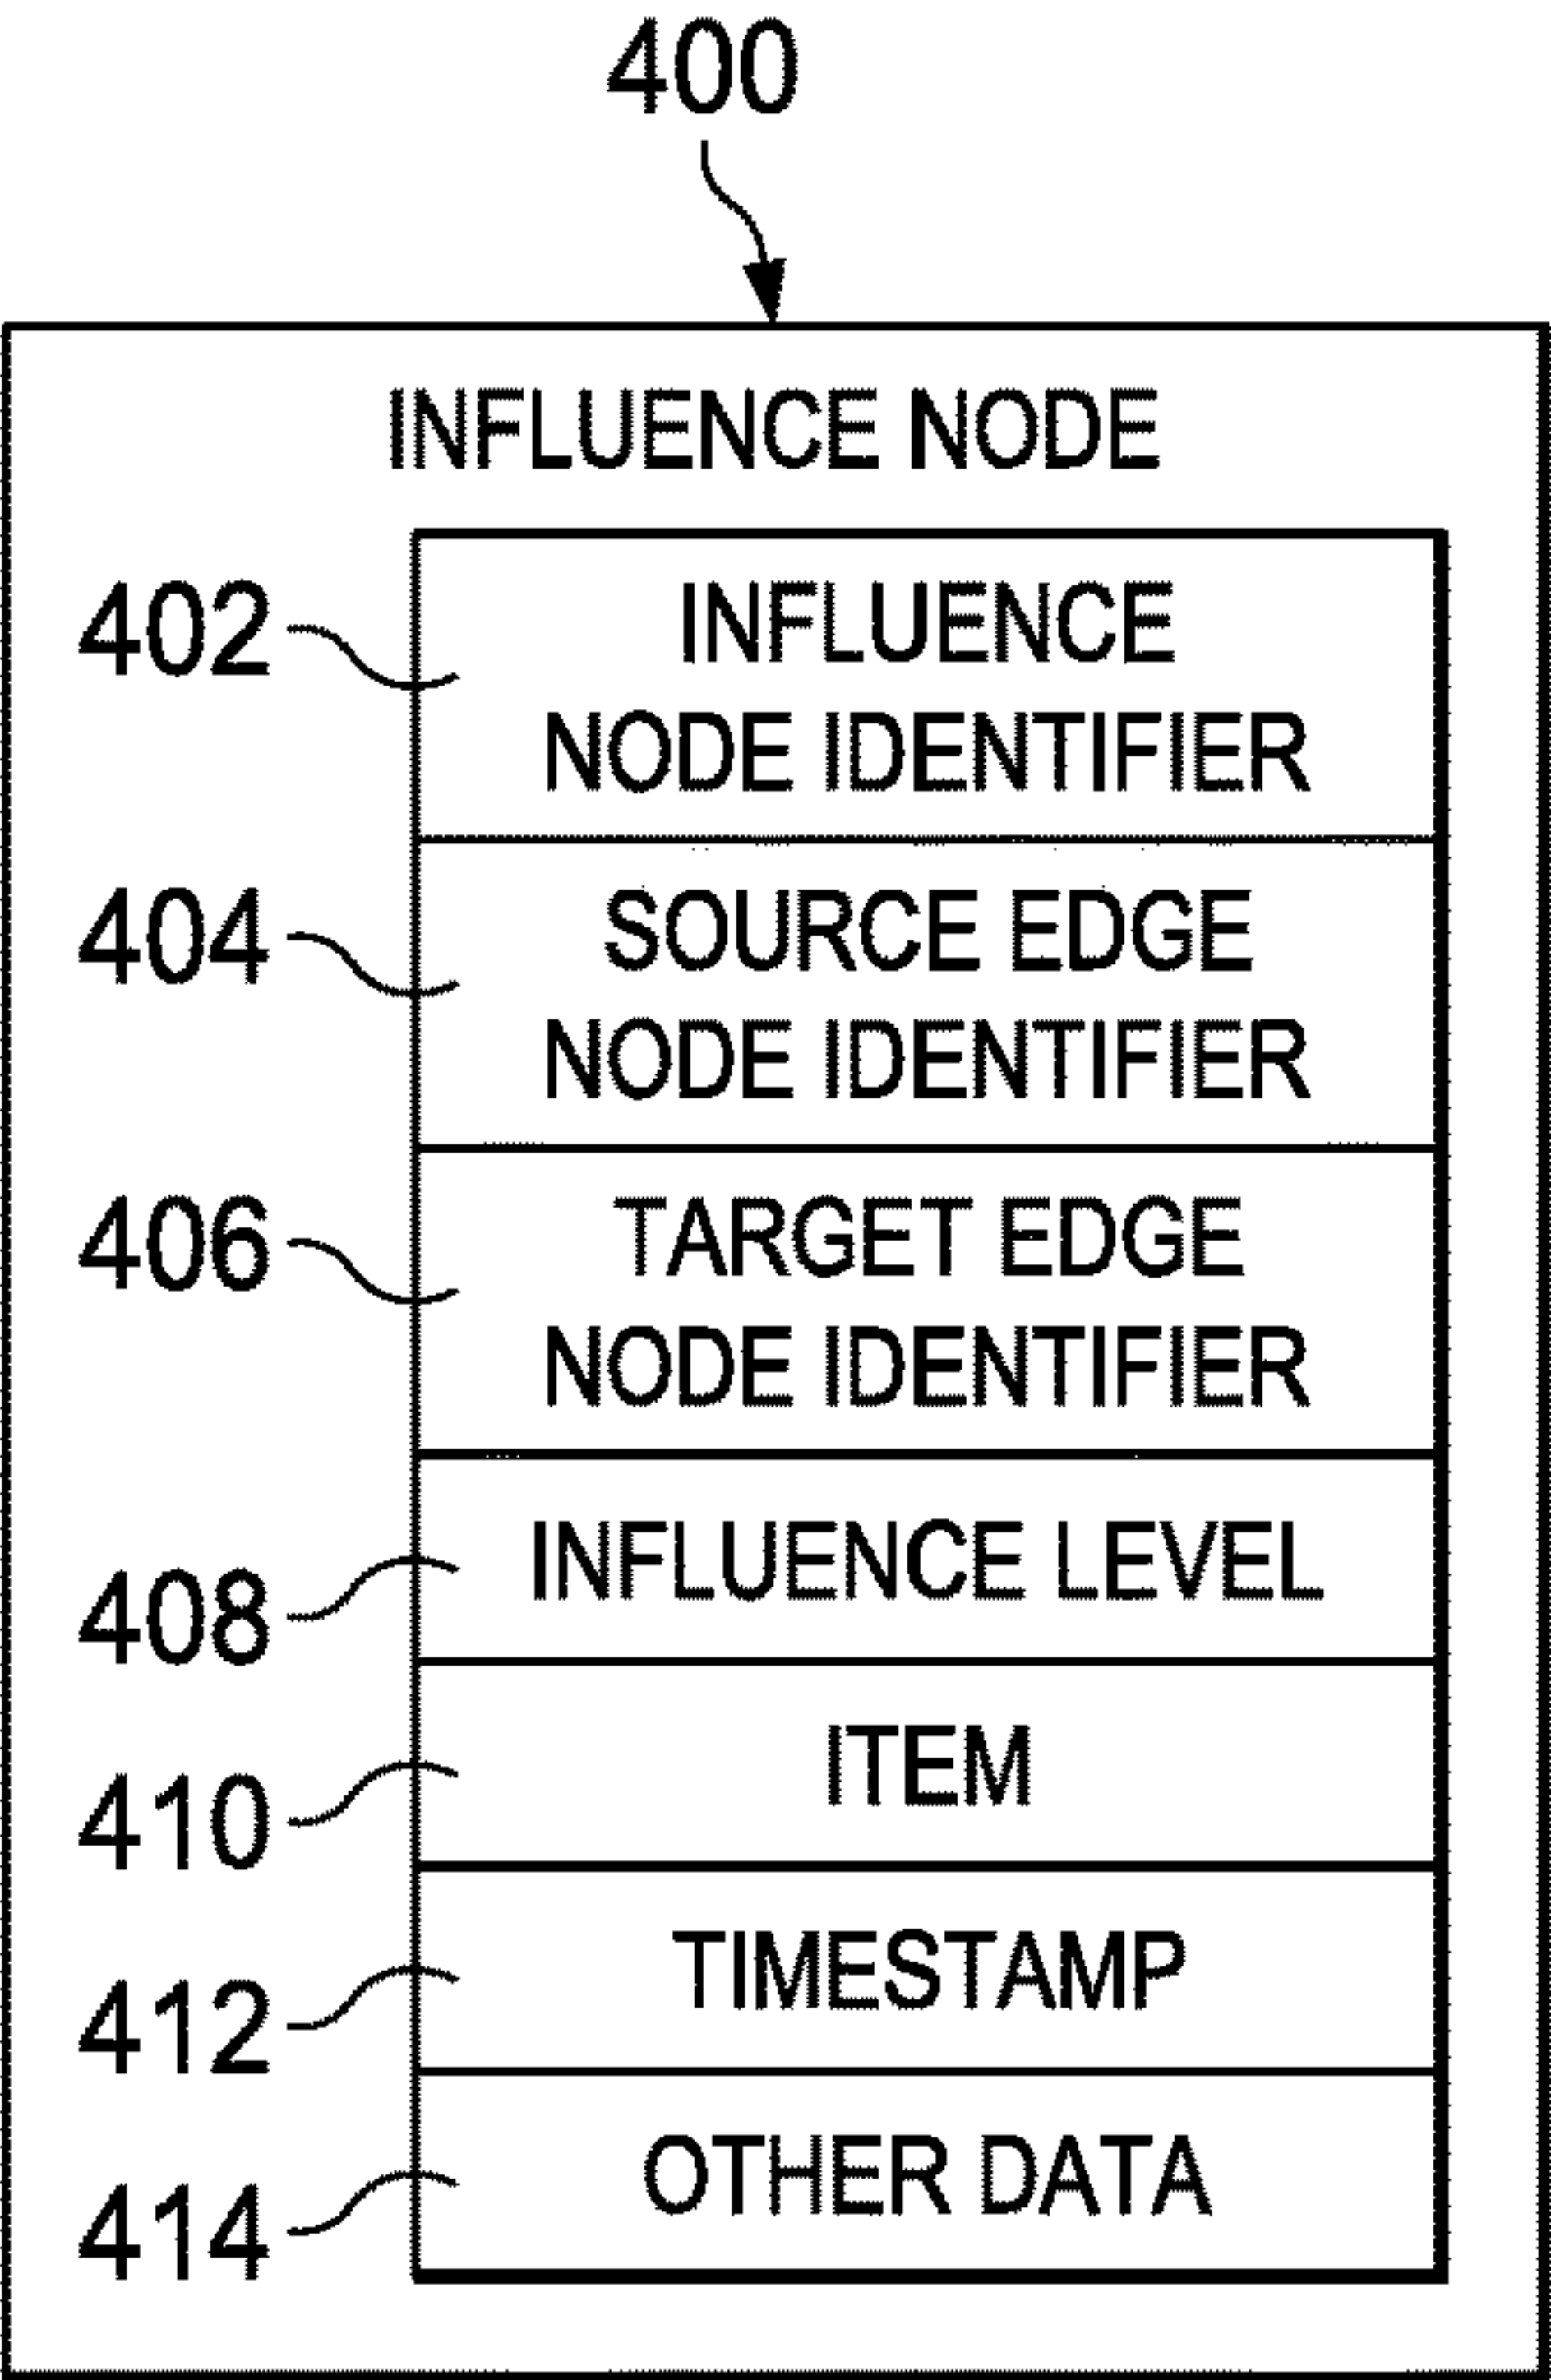 400
INFLUENCE NODE
402
INFLUENCE
NODE IDENTIFIER
404
SOURCE EDGE
NODE IDENTIFIER
406
TARGET EDGE
NODE IDENTIFIER
408
INFLUENCE LEVEL
410
ITEM
412
TIMESTAMP
414
OTHER DATA